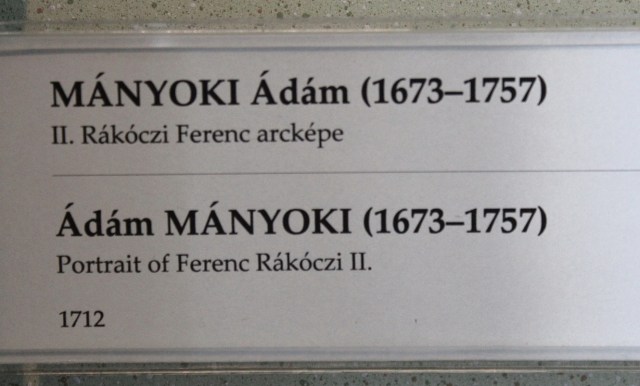 MÁNYOKI Ádám (1673–1757)
II. Rákóczi Ferenc arcképe
Ádám MÁNYOKI (1673–1757)
Portrait of Ferenc Rákóczi II.
1712